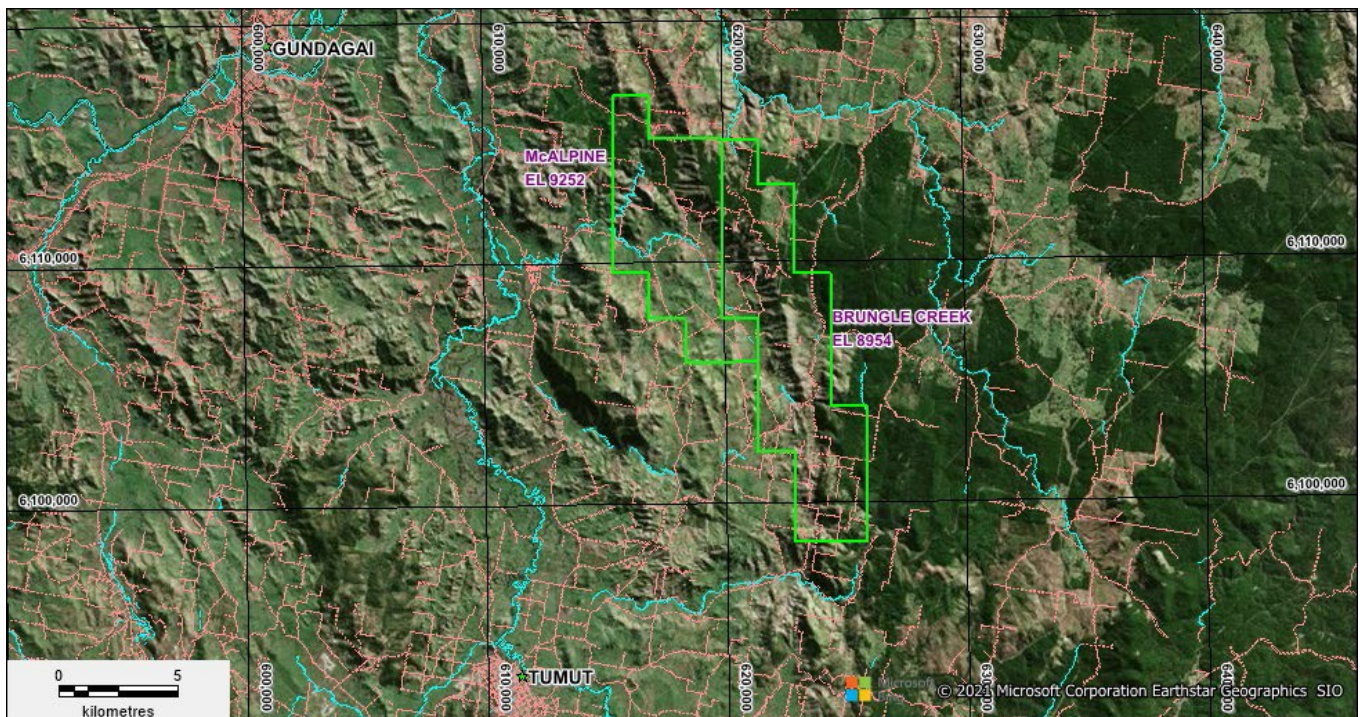 600,000
610,000
620,000
630,000
640,000
GUNDAGAI
McALPINE
EL 9252
6,110,000
6,110,000
BRUNGLE CREEK
EL 8954
6,100,000
6,100,000
600,000
610,000
620,000
630,000
640,000
TUMUT
0 5
kilometres
Microsoft
© 2021 Microsoft Corporation Earthstar Geographics SIO